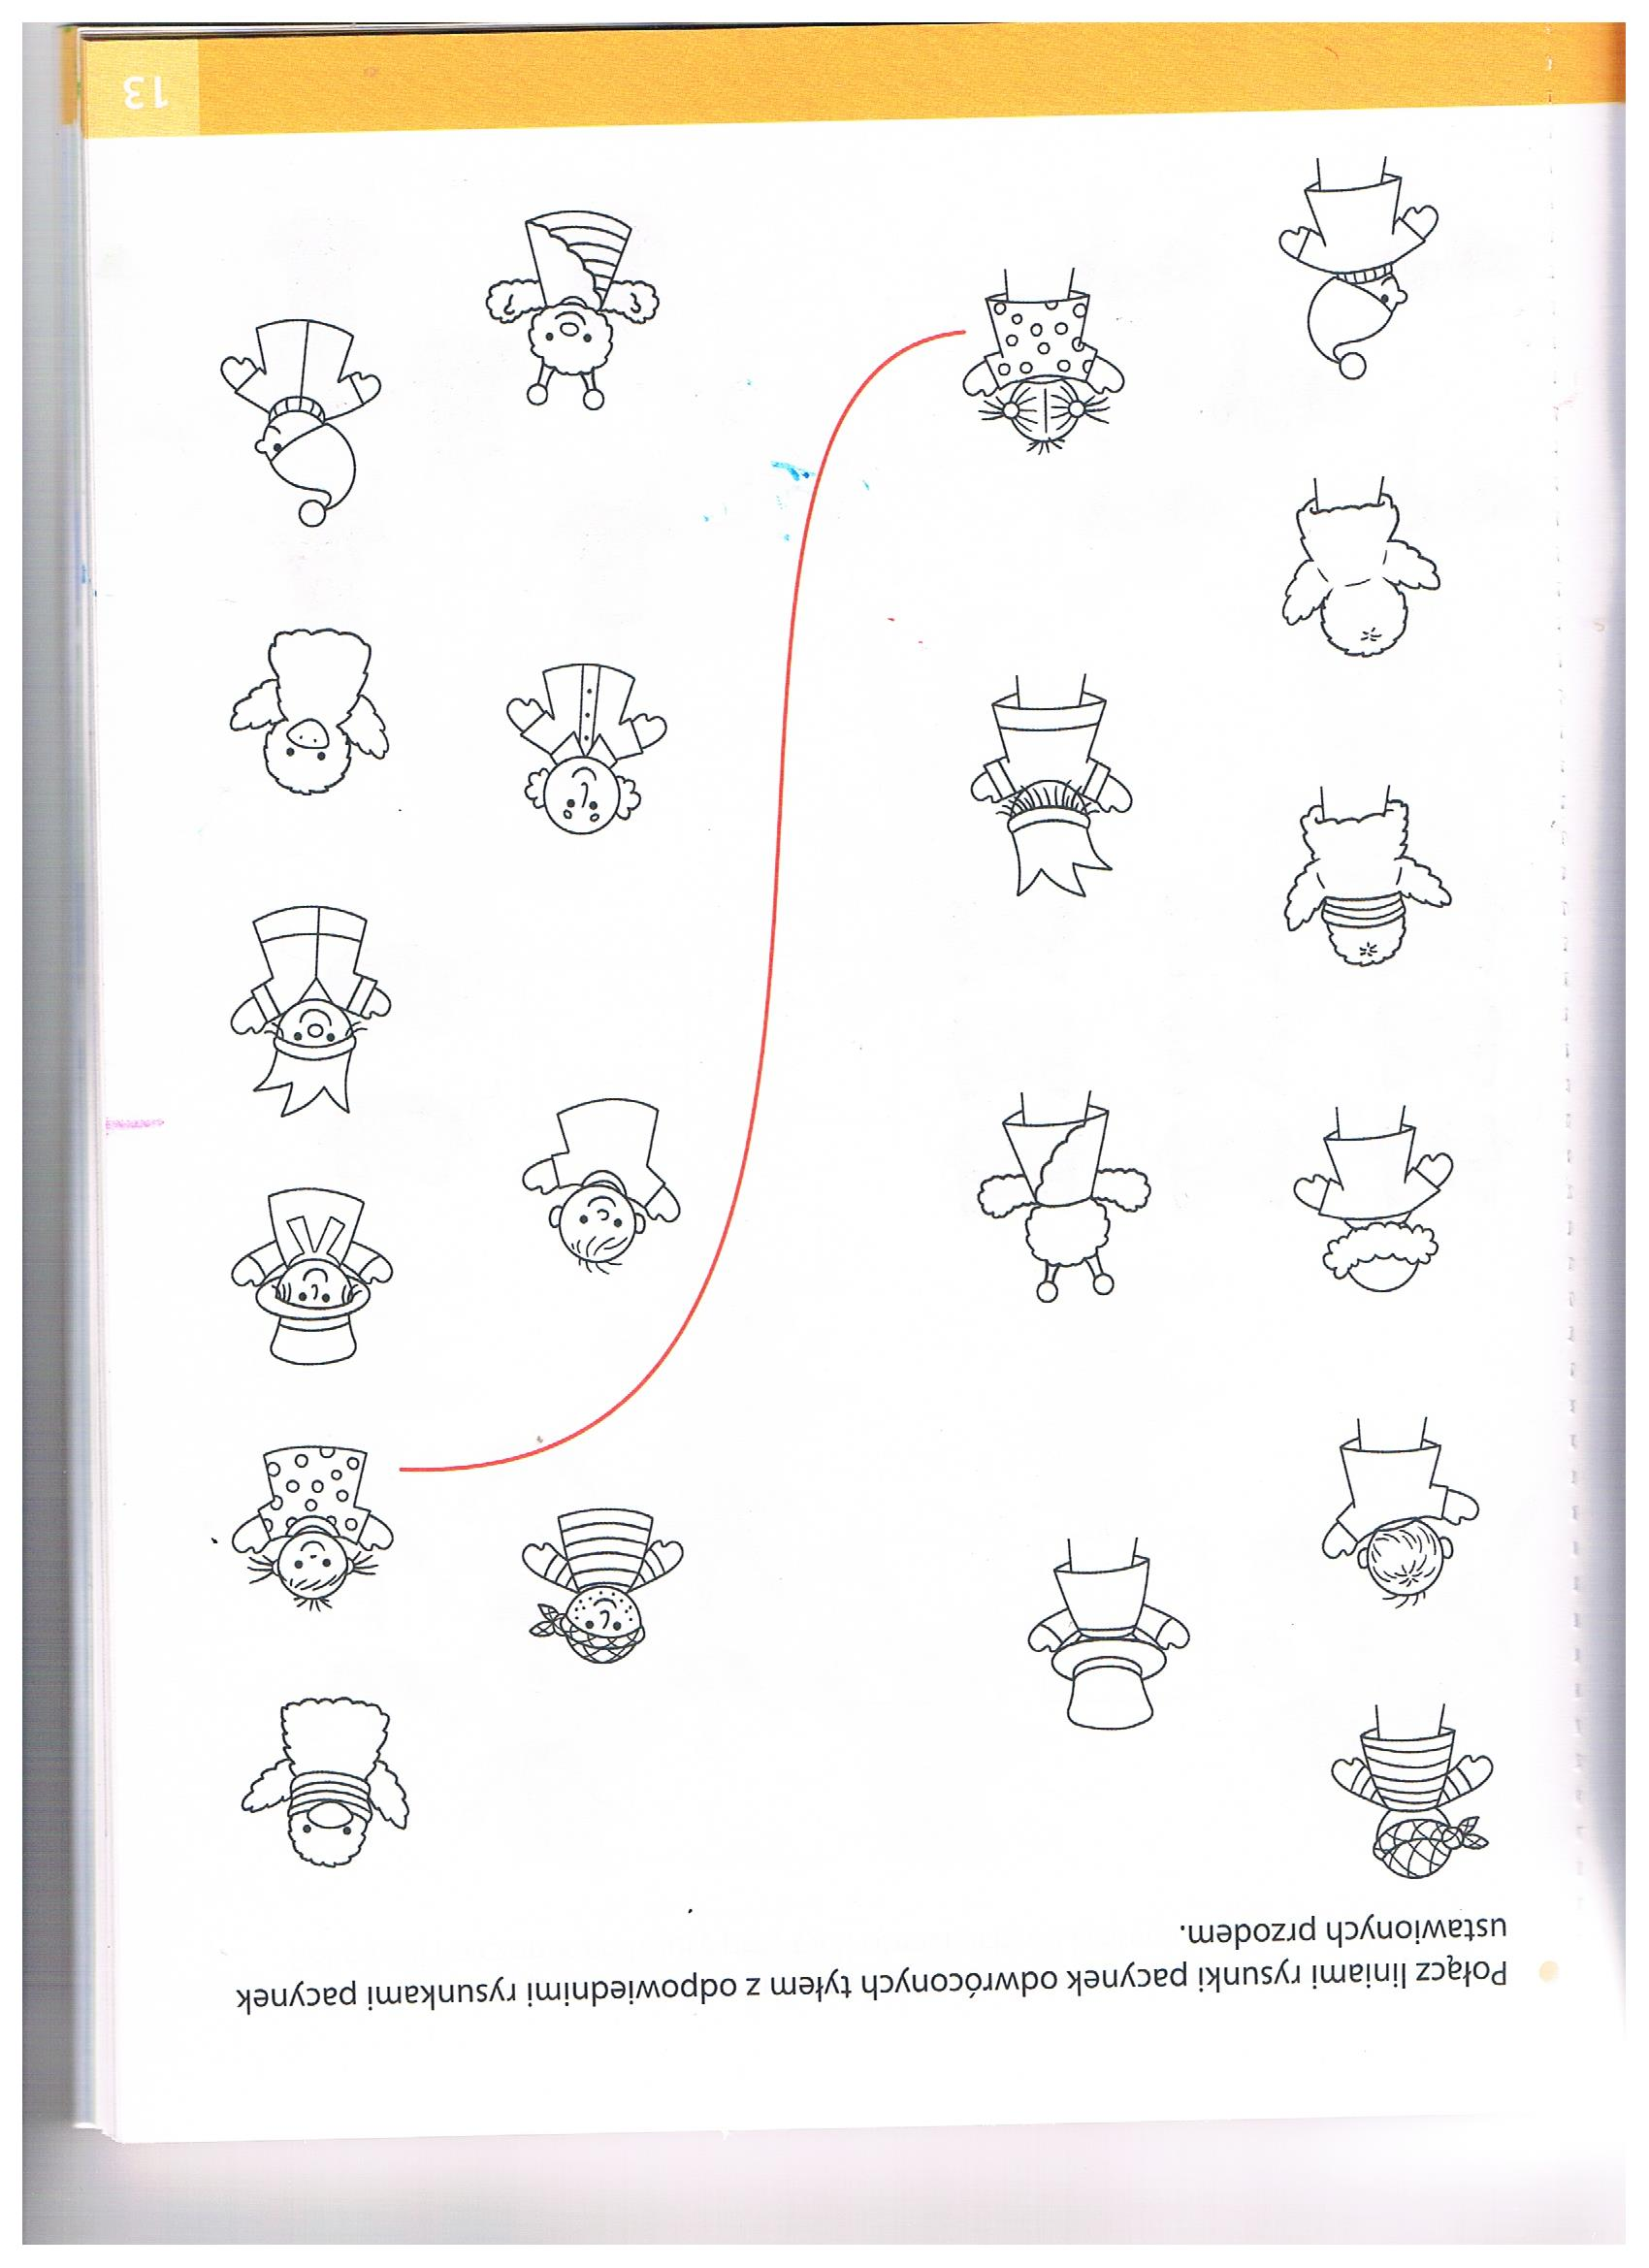 Połącz liniami rysunki pacynek odwróconych tyłem z odpowiednimi rysunkami pacynek
ustawionych przodem.
13